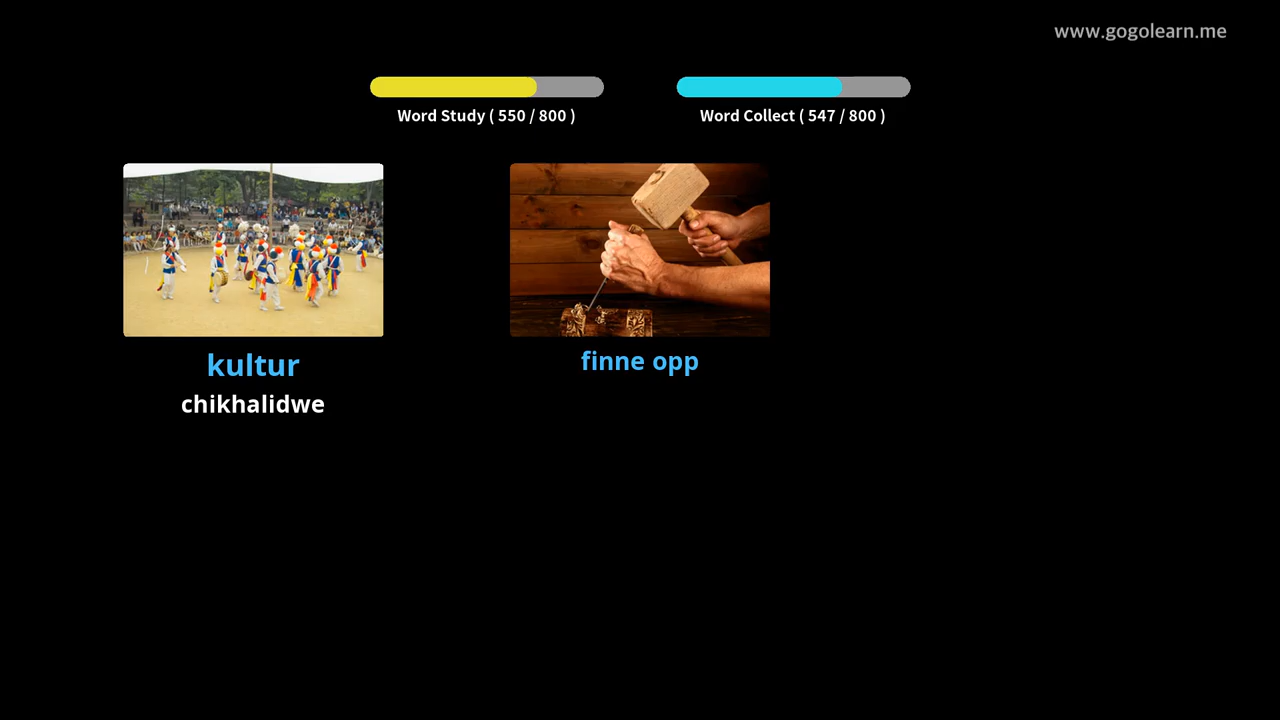 www.gogolearn.me
Word Study ( 550 / 800 )
Word Collect ( 547 / 800 )
kultur
chikhalidwe
finne opp